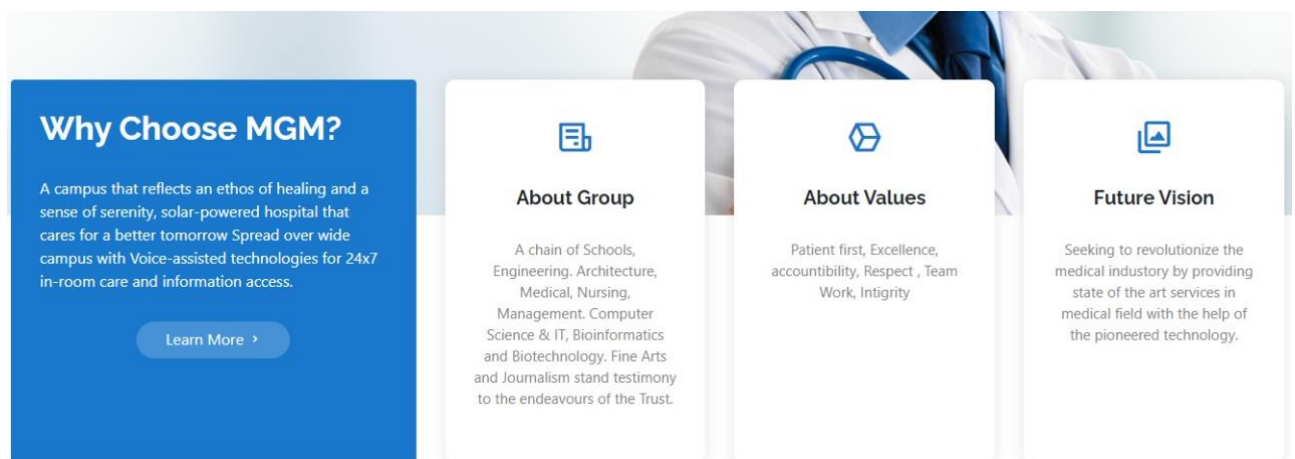 Why Choose MGM?
A campus that reflects an ethos of healing and a
sense of serenity, solar-powered hospital that
cares for a better tomorrow Spread over wide
campus with Voice-assisted technologies for 24x7
in-room care and information access.
Learn More ›
About Group
A chain of Schools,
Engineering. Architecture,
Medical, Nursing,
Management. Computer
Science & IT, Bioinformatics
and Biotechnology. Fine Arts
and Journalism stand testimony
to the endeavours of the Trust.
About Values
Patient first, Excellence,
accountibility, Respect , Team
Work, Intigrity
Future Vision
Seeking to revolutionize the
medical industory by providing
state of the art services in
medical field with the help of
the pioneered technology.